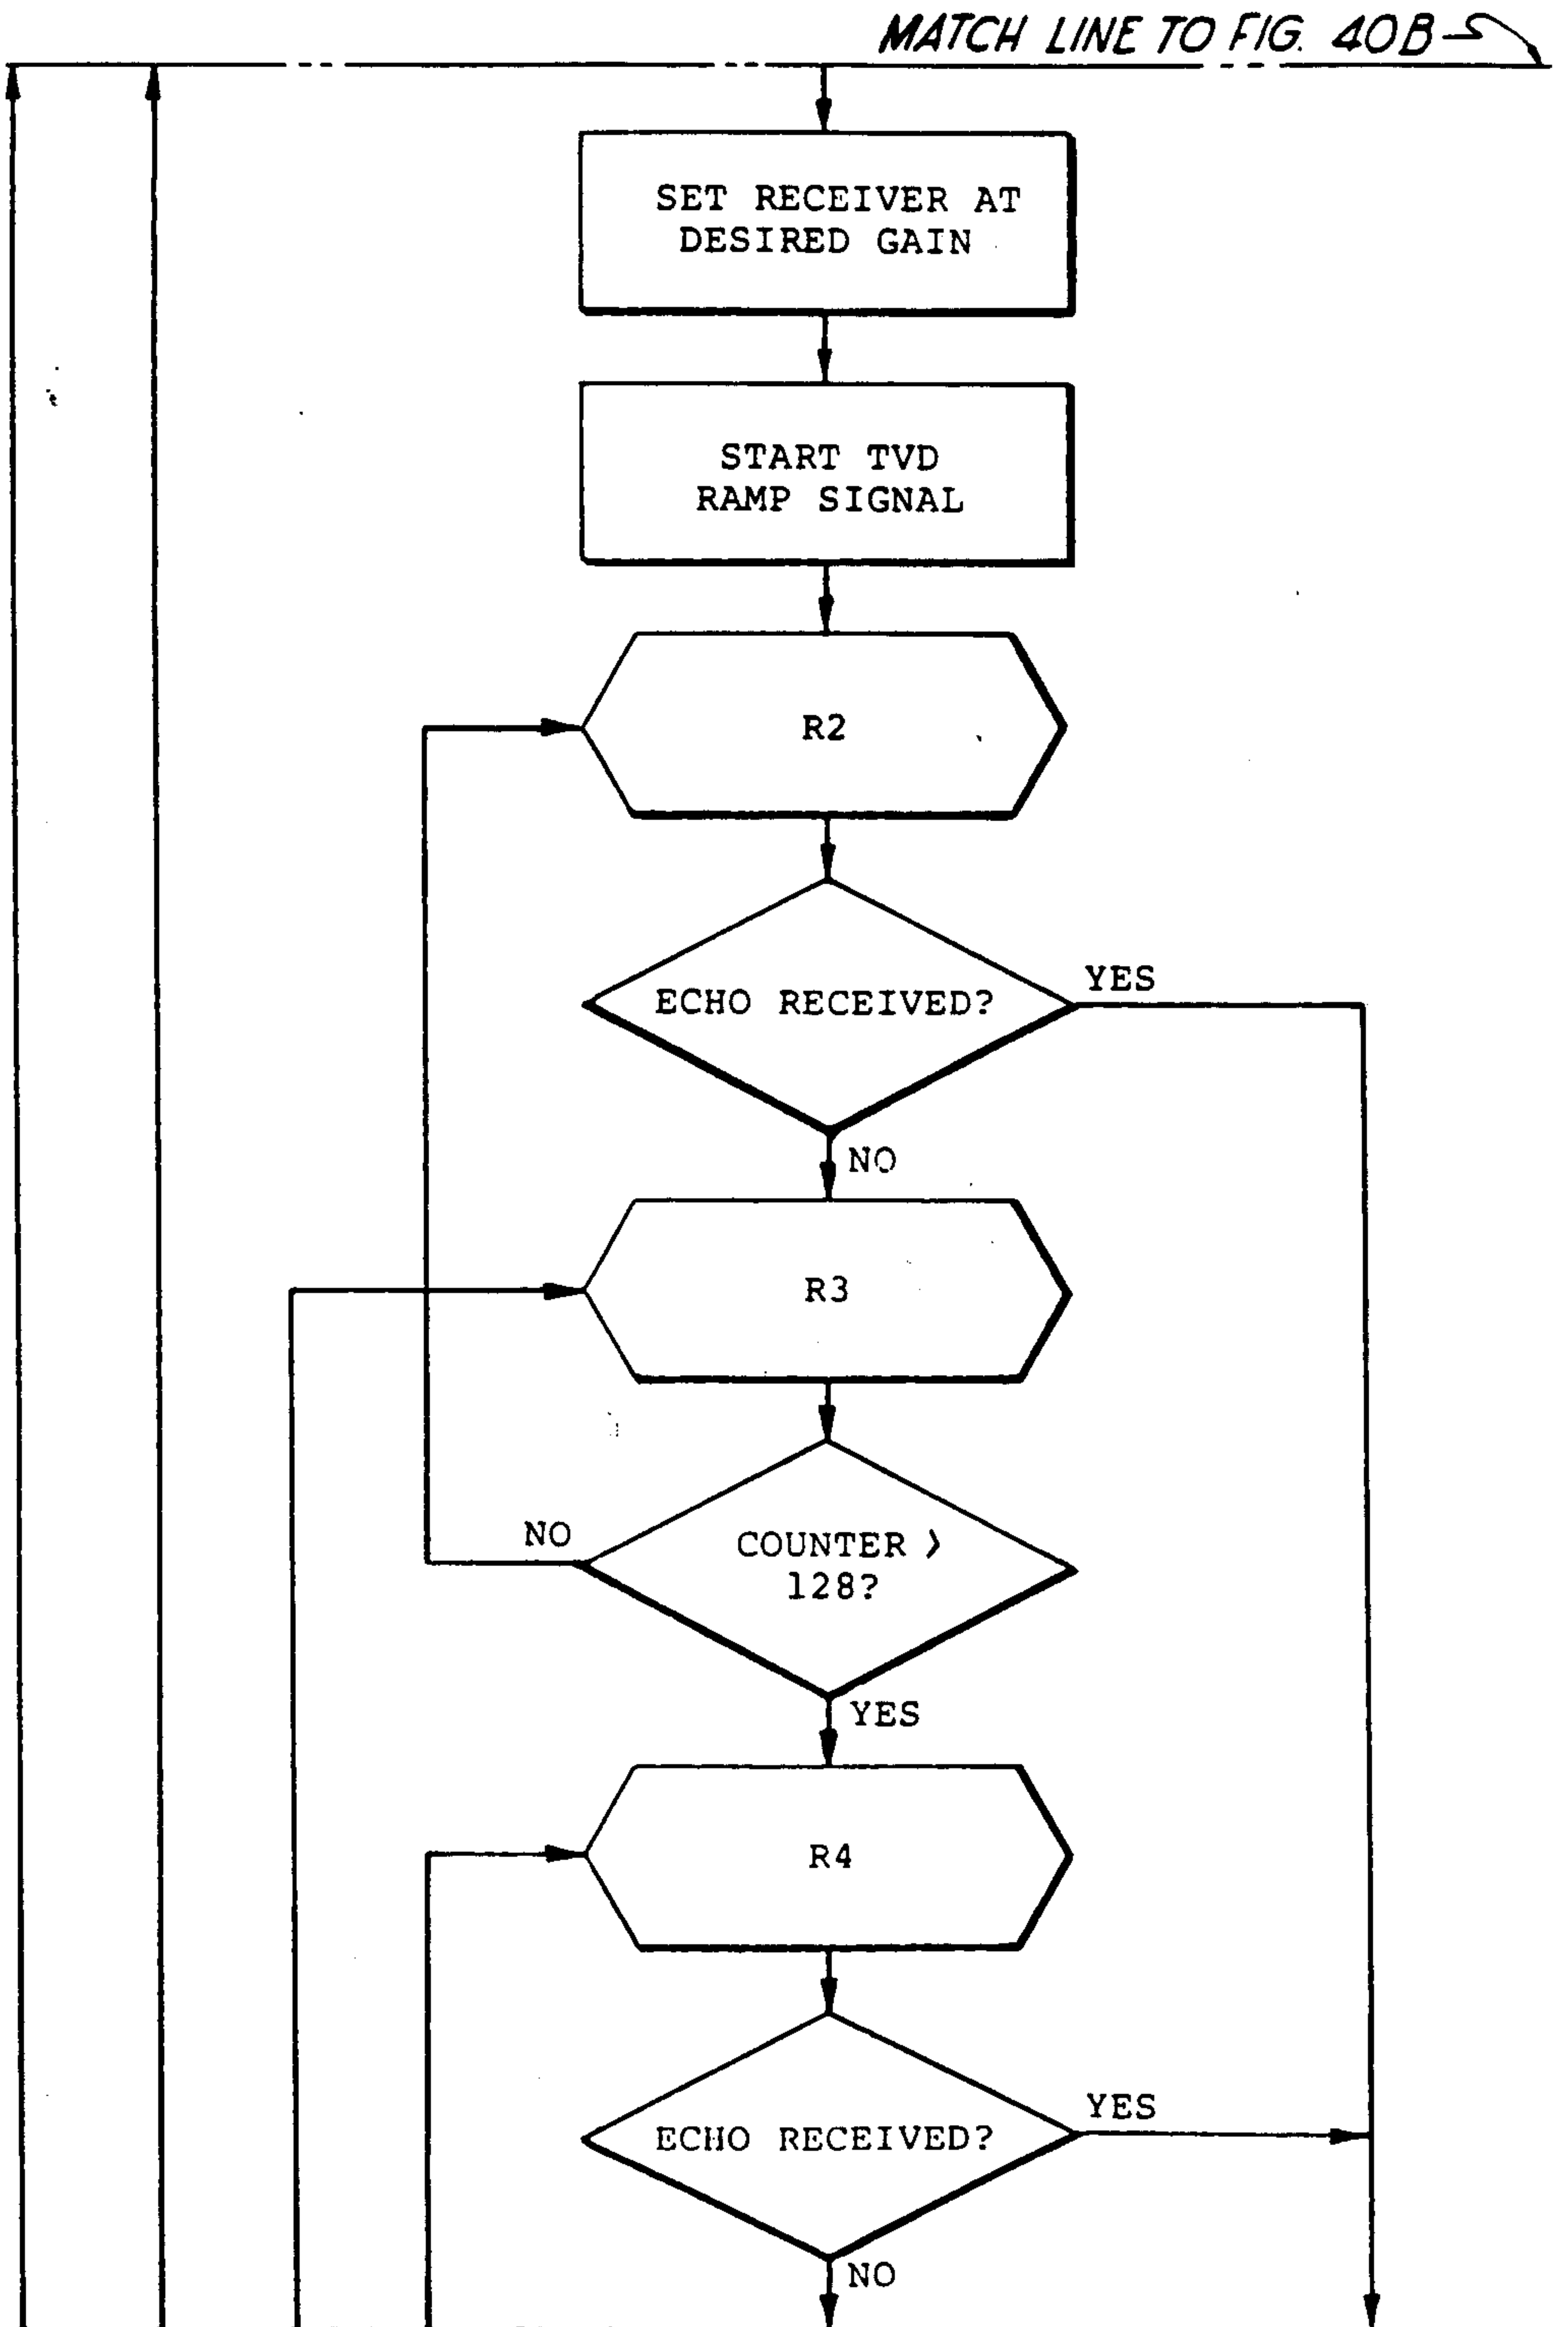 MATCH LINE TO FIG. 40B
SET RECEIVER AT
DESIRED GAIN
START TVD
RAMP SIGNAL
R2
ECHO RECEIVED?
YES
NO
R3
COUNTER >
128?
NO
YES
R4
ECHO RECEIVED?
YES
NO